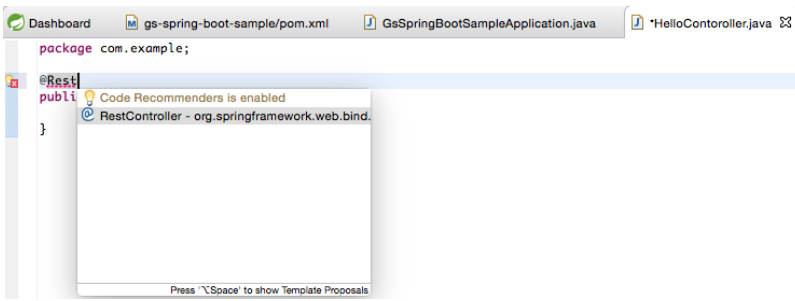 Dashboard gs-spring-boot-sample/pom.xml GsSpringBootSampleApplication.java *HelloContoroller.java
package com.example;
@Rest
publi
Code Recommenders is enabled
RestController - org.springframework.web.bind.
}
Press '⌥Space' to show Template Proposals